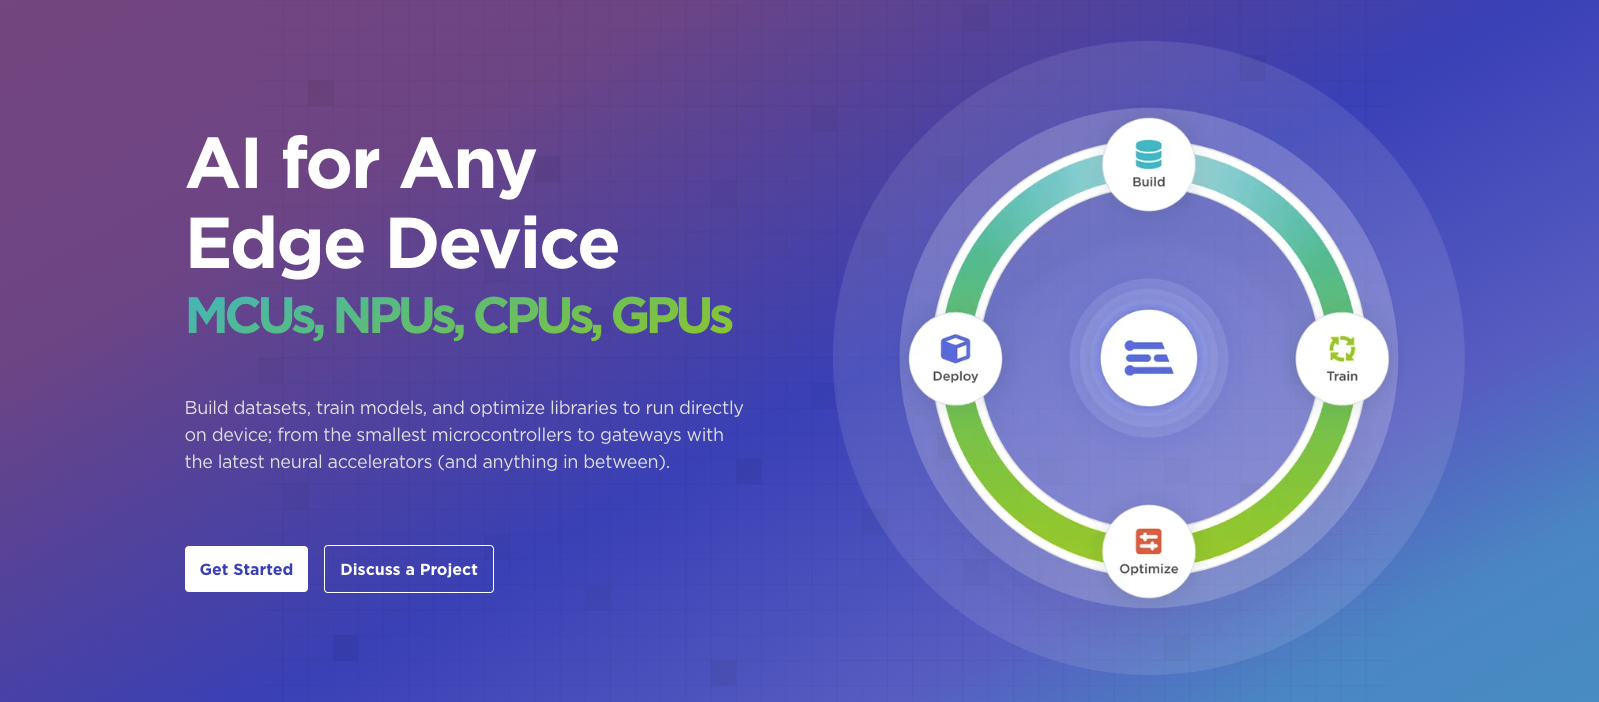 AI for Any
Edge Device
MCUs, NPUs, CPUs, GPUs
Build datasets, train models, and optimize libraries to run directly
on device; from the smallest microcontrollers to gateways with
the latest neural accelerators (and anything in between).
Get Started
Discuss a Project
Build
Deploy
Train
Optimize